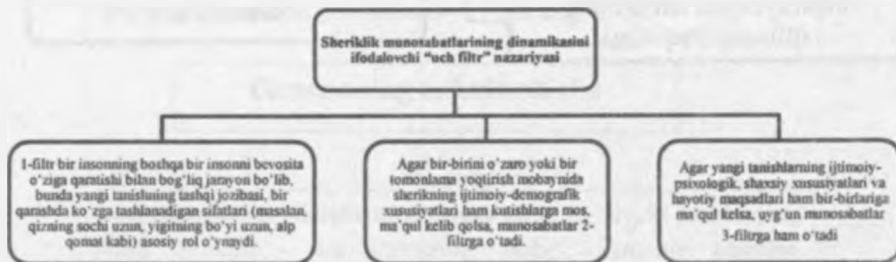 Sheriklik munosabatlarining dinamikasini
ifodalovchi “uch filtr” nazariyasi
1-filtr bir insonning boshqa bir insonni bevosita
o‘ziga qaratishi bilan bog‘liq jarayon bo‘lib,
bunda yangi tanishning tashqi jozibasi, bir
qarashda ko‘zga tashlanadigan sifatlari (masalan,
qizning sochi uzun, yigitning bo‘yi uzun, alp
qomat kabi) asosiy rol o‘ynaydi.
Agar bir-birini o‘zaro yoki bir
tomonlama yoqtirish mobaynida
sherikning ijtimoiy-demografik
xususiyatlari ham kutishlarga mos,
ma’qul kelib qolsa, munosabatlar 2-
filtrga o‘tadi.
Agar yangi tanishlarning ijtimoiy-
psixologik, shaxsiy xususiyatlari va
hayotiy maqsadlari ham bir-birlariga
ma’qul kelsa, uyg‘un munosabatlar
3-filtrga ham o‘tadi